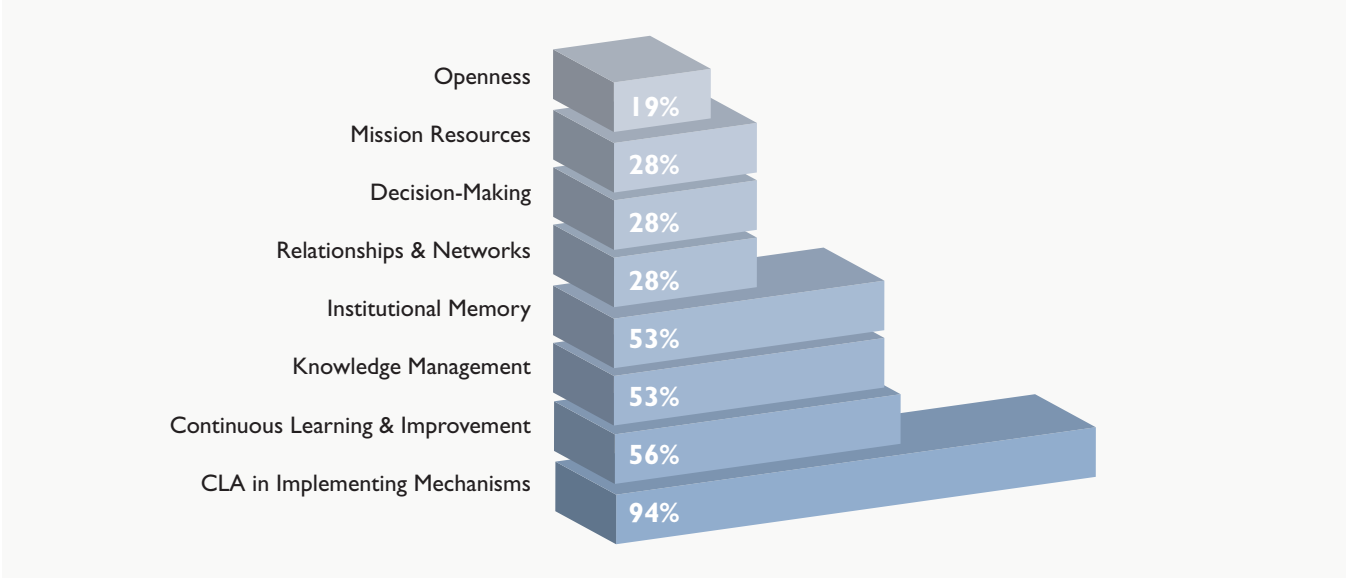 Openness 19%
Mission Resources 28%
Decision-Making 28%
Relationships & Networks 28%
Institutional Memory 53%
Knowledge Management 53%
Continuous Learning & Improvement 56%
CLA in Implementing Mechanisms 94%